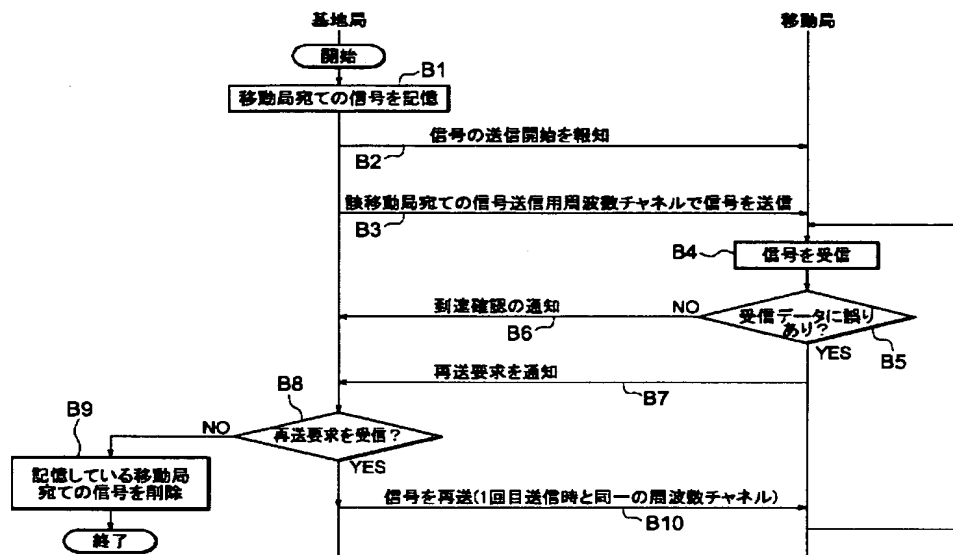 基地局
移動局
開始
B1
移動局宛ての信号を記憶
信号の送信開始を報知
B2
該移動局宛ての信号送信用周波数チャネルで信号を送信
B3
B4
信号を受信
到達確認の通知
NO
受信データに誤り
あり?
B6
YES
B5
再送要求を通知
B7
B8
B9
NO
再送要求を受信?
YES
記憶している移動局
宛ての信号を削除
信号を再送(1回目送信時と同一の周波数チャネル)
B10
終了